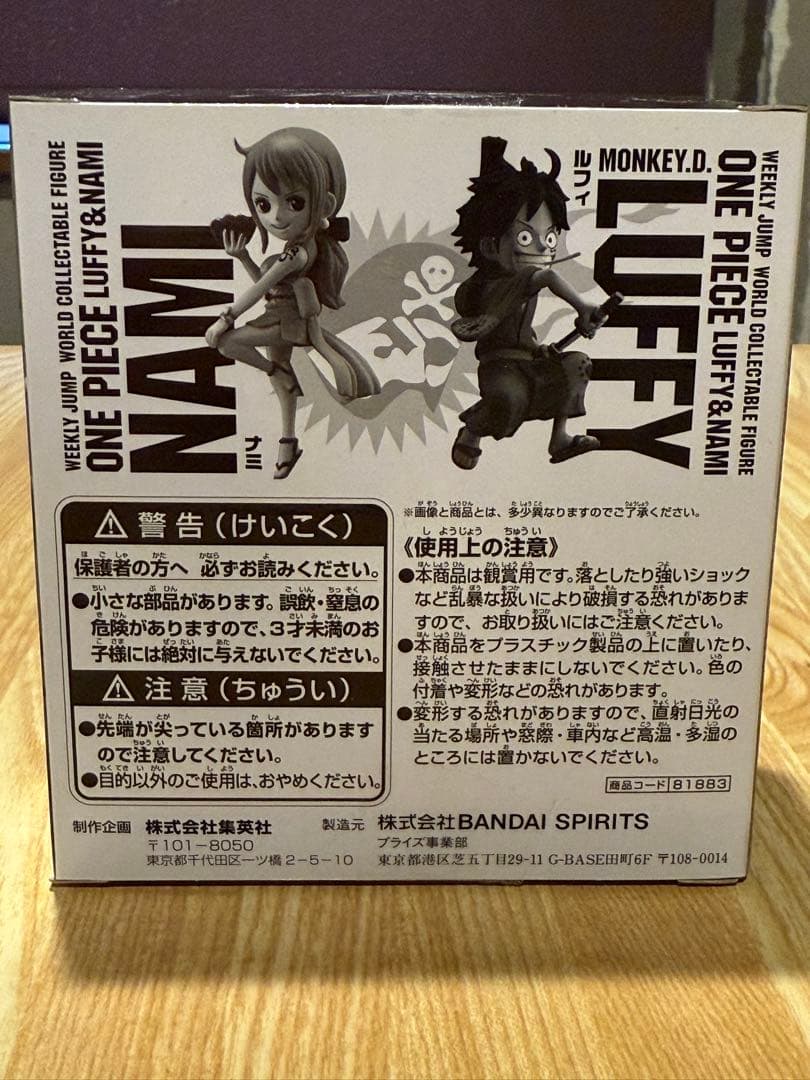 WEEKLY JUMP WORLD COLLECTABLE FIGURE
ONE PIECE LUFFY&NAMI
NAMI
ナミ
ルフィ
MONKEY.D.
LUFFY
WEEKLY JUMP WORLD COLLECTABLE FIGURE
ONE PIECE LUFFY&NAMI
⚠ 警告(けいこく)
保護者の方へ 必ずお読みください。
●小さな部品があります。誤飲・窒息の
危険がありますので、3才未満のお
子様には絶対に与えないでください。
⚠ 注意(ちゅうい)
●先端が尖っている箇所があります
ので注意してください。
●目的以外のご使用は、おやめください。
※画像と商品とは、多少異なりますのでご了承ください。
《使用上の注意》
●本商品は観賞用です。落としたり強いショック
など乱暴な扱いにより破損する恐れがありま
すので、お取り扱いにはご注意ください。
●本商品をプラスチック製品の上に置いたり、
接触させたままにしないでください。色の
付着や変形などの恐れがあります。
●変形する恐れがありますので、直射日光の
当たる場所や窓際・車内など高温・多湿の
ところには置かないでください。
商品コード 81883
制作企画 株式会社集英社
〒101-8050
東京都千代田区一ツ橋2-5-10
製造元 株式会社BANDAI SPIRITS
プライズ事業部
東京都港区芝五丁目29-11 G-BASE田町6F 〒108-0014